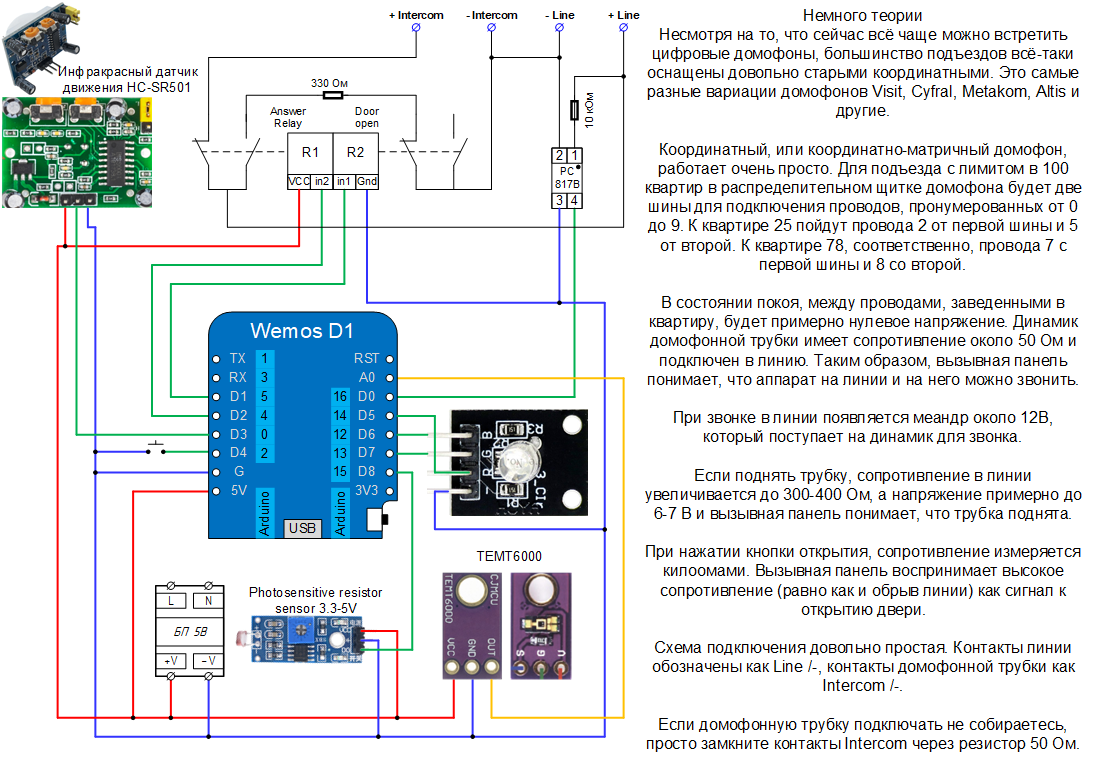 + Intercom
- Intercom
- Line
+ Line
Инфракрасный датчик
движения HC-SR501
330 Ом
10 кОм
Answer
Relay
Door
open
R1
R2
VCC
in2
in1
Gnd
2
1
PC
817B
3
4
Wemos D1
TX
1
RST
RX
3
A0
D1
5
16
D0
D2
4
14
D5
D3
0
12
D6
D4
2
13
D7
G
15
D8
5V
3V3
Arduino
Arduino
USB
B
G
R
L
N
БП 5В
+V
-V
Photosensitive resistor
sensor 3.3-5V
TEMT6000
TEMT6000
CJMCU
VCC
GND
OUT
S
G
Немного теории
Несмотря на то, что сейчас всё чаще можно встретить
цифровые домофоны, большинство подъездов всё-таки
оснащены довольно старыми координатными. Это самые
разные вариации домофонов Visit, Cyfral, Metakom, Altis и
другие.
Координатный, или координатно-матричный домофон,
работает очень просто. Для подъезда с лимитом в 100
квартир в распределительном щитке домофона будет две
шины для подключения проводов, пронумерованных от 0
до 9. К квартире 25 пойдут провода 2 от первой шины и 5
от второй. К квартире 78, соответственно, провода 7 с
первой шины и 8 со второй.
В состоянии покоя, между проводами, заведенными в
квартиру, будет примерно нулевое напряжение. Динамик
домофонной трубки имеет сопротивление около 50 Ом и
подключен в линию. Таким образом, вызывная панель
понимает, что аппарат на линии и на него можно звонить.
При звонке в линии появляется меандр около 12В,
который поступает на динамик для звонка.
Если поднять трубку, сопротивление в линии
увеличивается до 300-400 Ом, а напряжение примерно до
6-7 В и вызывная панель понимает, что трубка поднята.
При нажатии кнопки открытия, сопротивление измеряется
килоомами. Вызывная панель воспринимает высокое
сопротивление (равно как и обрыв линии) как сигнал к
открытию двери.
Схема подключения довольно простая. Контакты линии
обозначены как Line /-, контакты домофонной трубки как
Intercom /-.
Если домофонную трубку подключать не собираетесь,
просто замкните контакты Intercom через резистор 50 Ом.